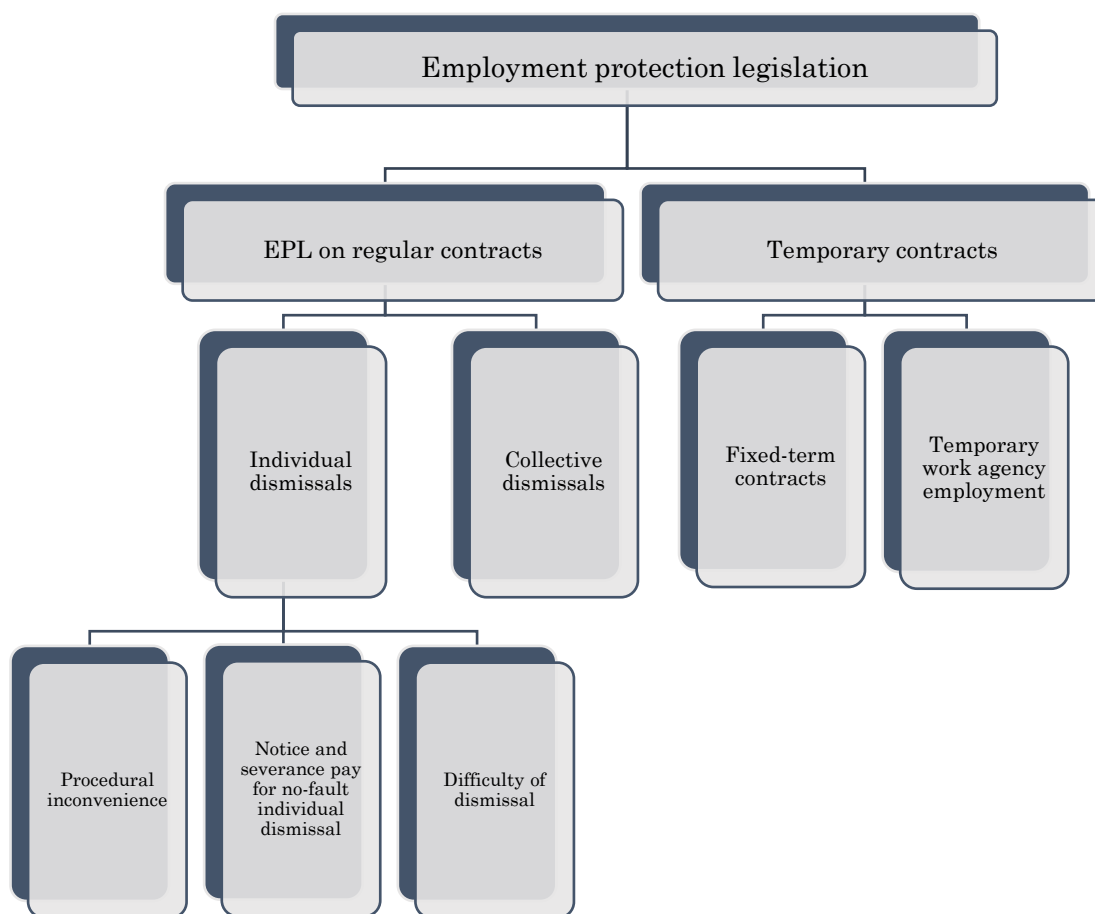 Employment protection legislation
EPL on regular contracts
Temporary contracts
Individual
dismissals
Collective
dismissals
Fixed-term
contracts
Temporary
work agency
employment
Procedural
inconvenience
Notice and
severance pay
for no-fault
individual
dismissal
Difficulty of
dismissal